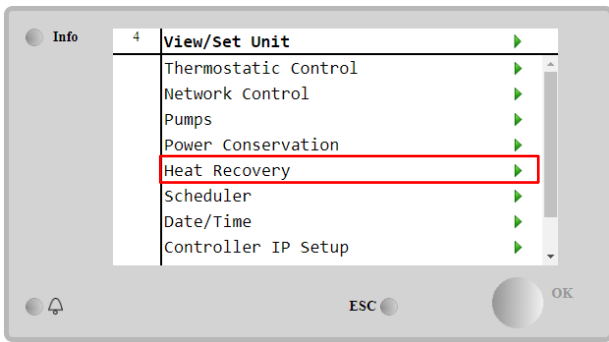 Info
4 View/Set Unit
Thermostatic Control
Network Control
Pumps
Power Conservation
Heat Recovery
Scheduler
Date/Time
Controller IP Setup
ESC
OK